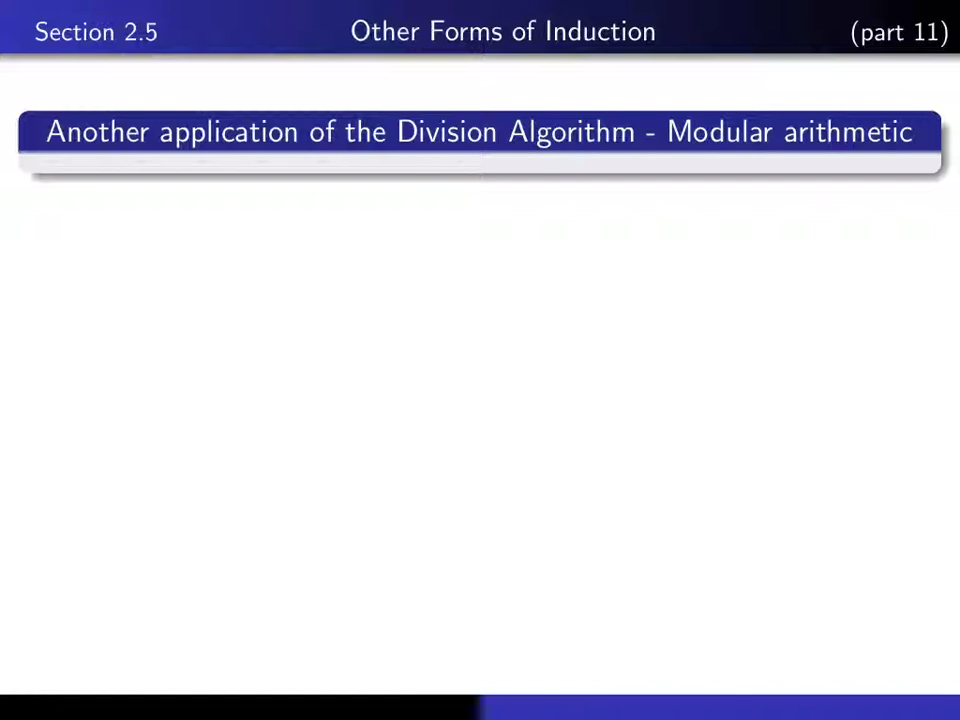 Section 2.5 Other Forms of Induction (part 11)
Another application of the Division Algorithm - Modular arithmetic